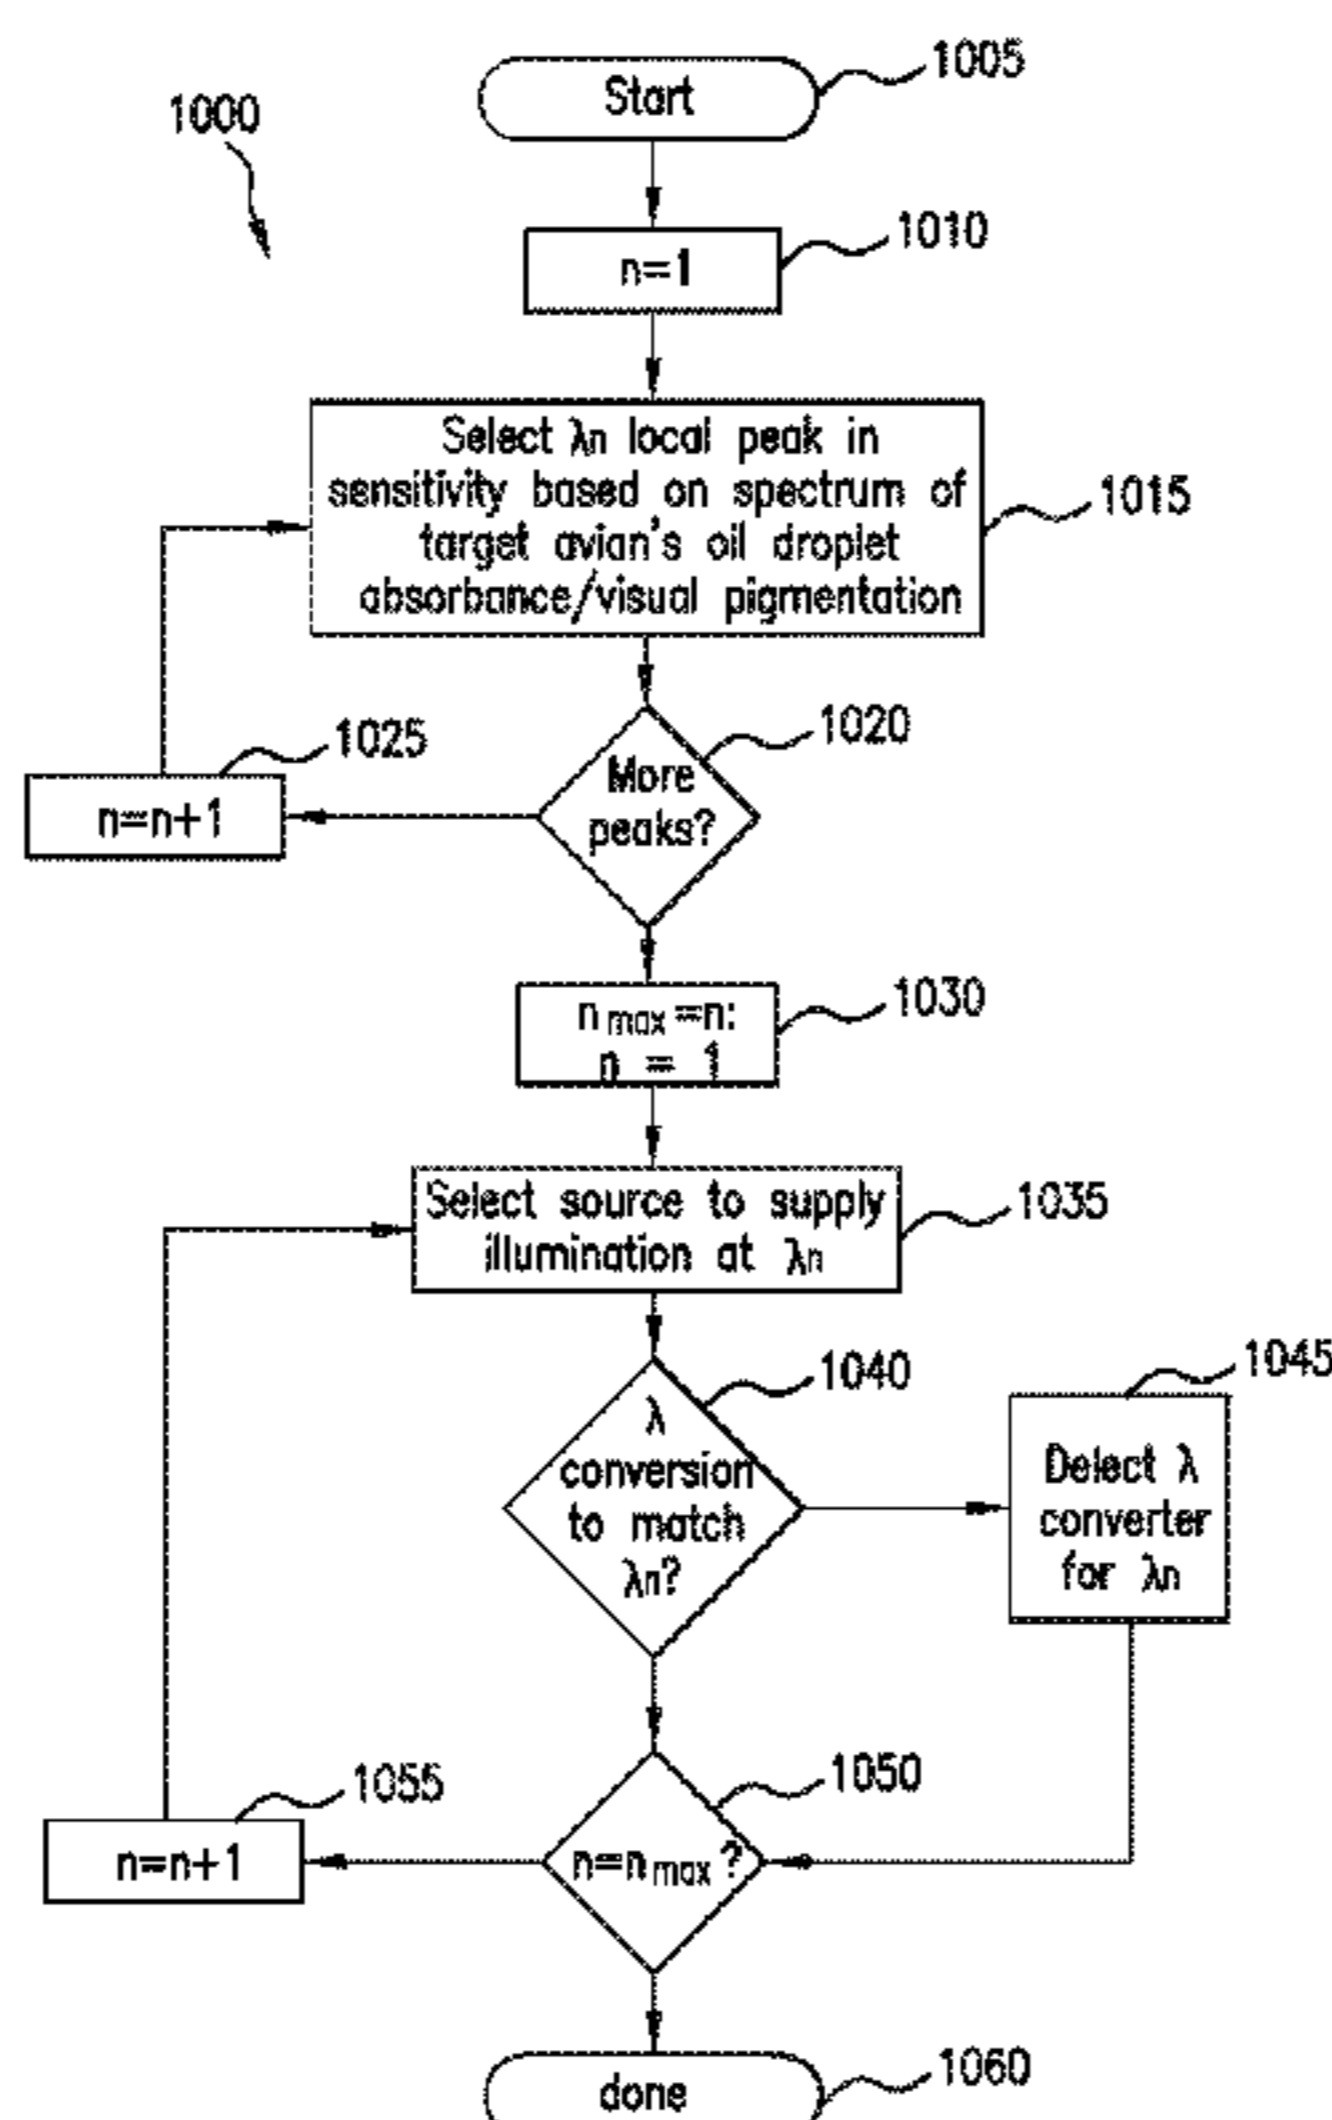 1005
Start
1000
1010
n=1
Select λn local peak in
sensitivity based on spectrum of
target avian's oil droplet
absorbance/visual pigmentation
1015
1020
More
peaks?
1025
n=n+1
1030
n max =n:
n = 1
Select source to supply
illumination at λn
1035
1040
λ
conversion
to match
λn?
1045
Delect λ
converter
for λn
1050
n=n max ?
1055
n=n+1
done
1060